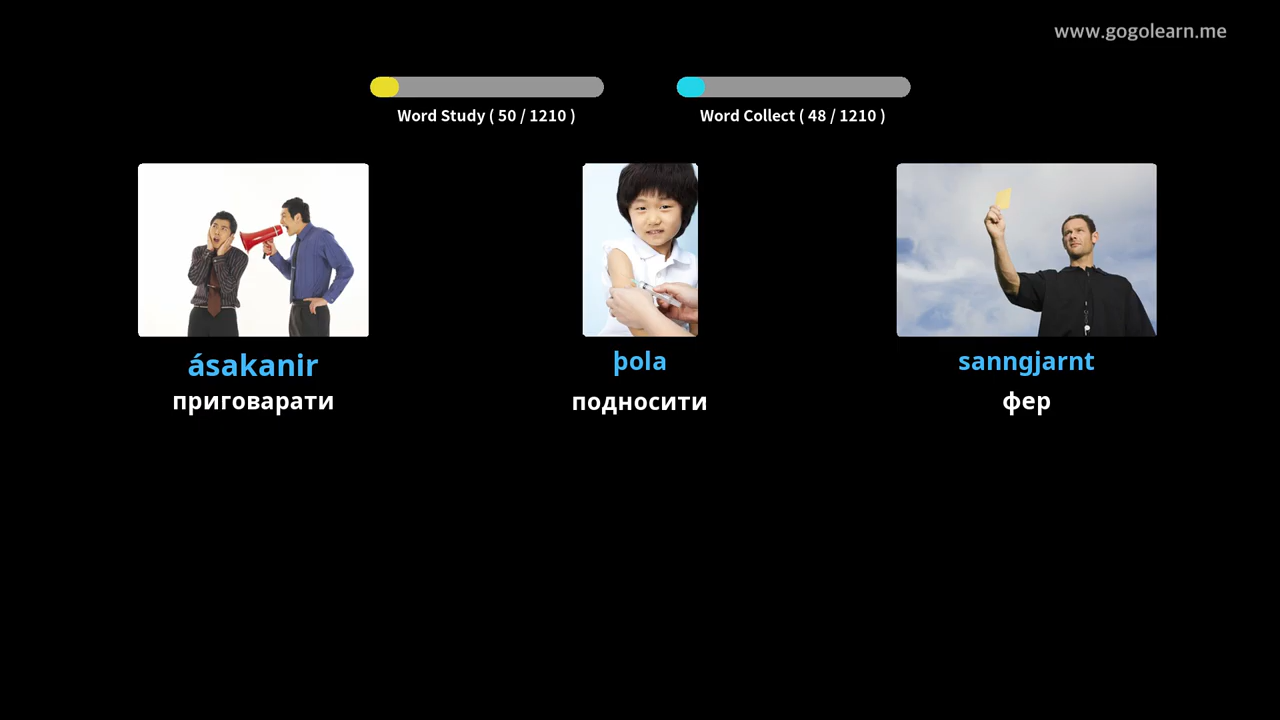 www.gogolearn.me
Word Study ( 50 / 1210 )
Word Collect ( 48 / 1210 )
ásakanir
приговарати
þola
подносити
sanngjarnt
фер